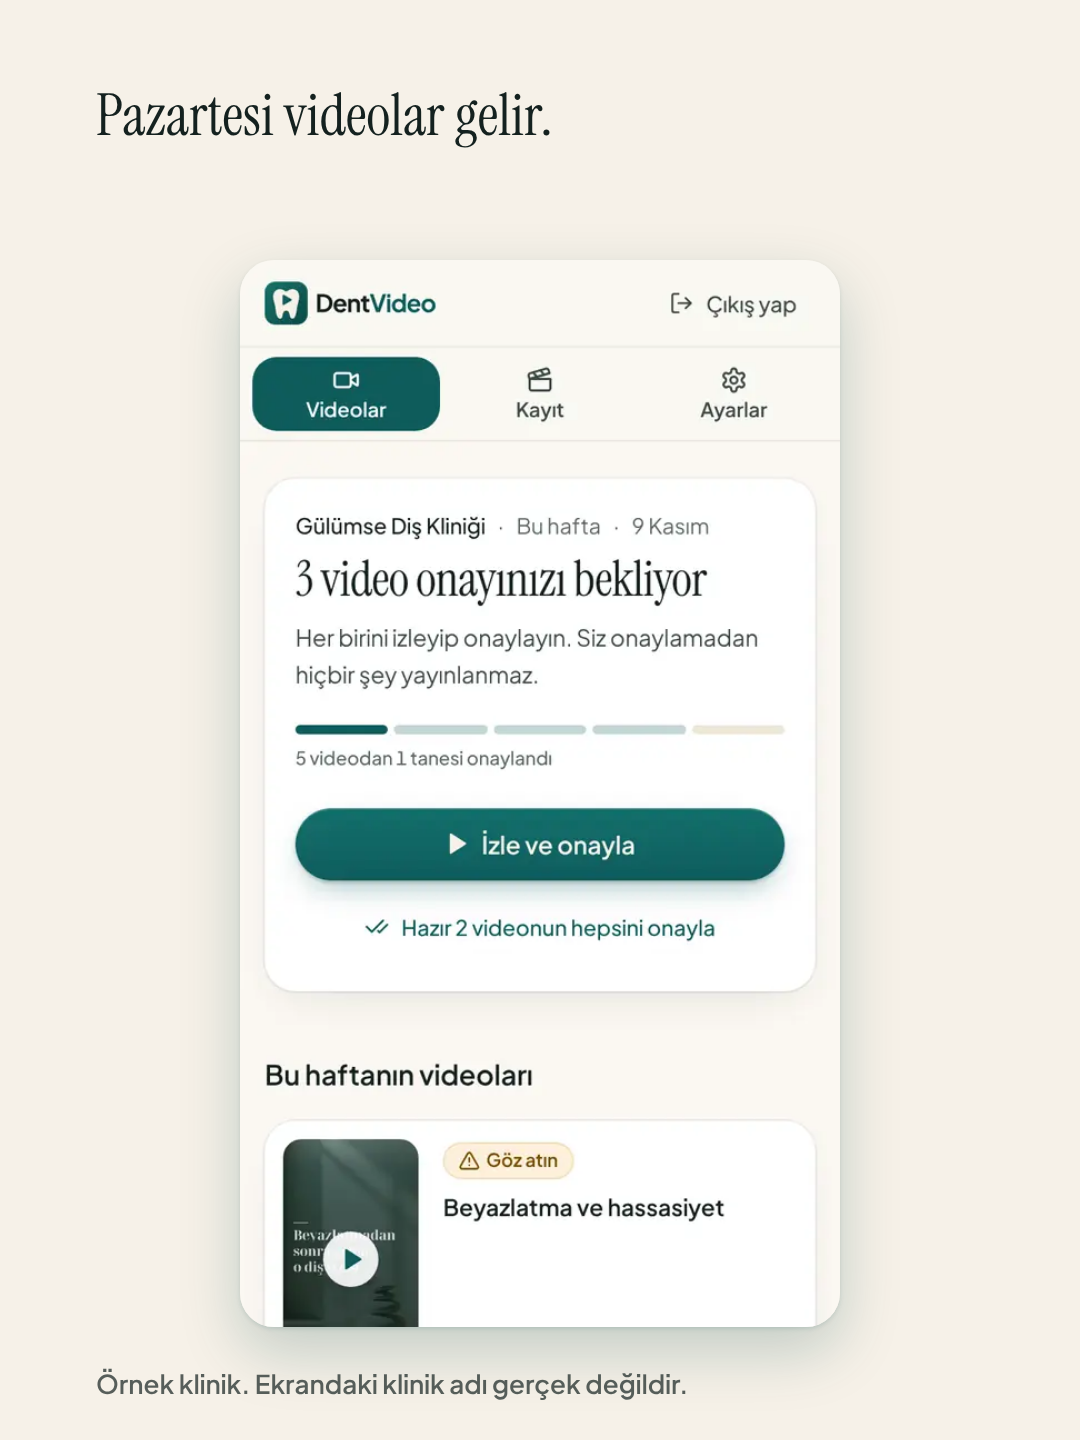 Pazartesi videolar gelir.
DentVideo
Çıkış yap
Videolar
Kayıt
Ayarlar
Gülümse Diş Kliniği · Bu hafta · 9 Kasım
3 video onayınızı bekliyor
Her birini izleyip onaylayın. Siz onaylamadan
hiçbir şey yayınlanmaz.
5 videodan 1 tanesi onaylandı
İzle ve onayla
Hazır 2 videonun hepsini onayla
Bu haftanın videoları
Göz atın
Beyazlatma ve hassasiyet
Örnek klinik. Ekrandaki klinik adı gerçek değildir.